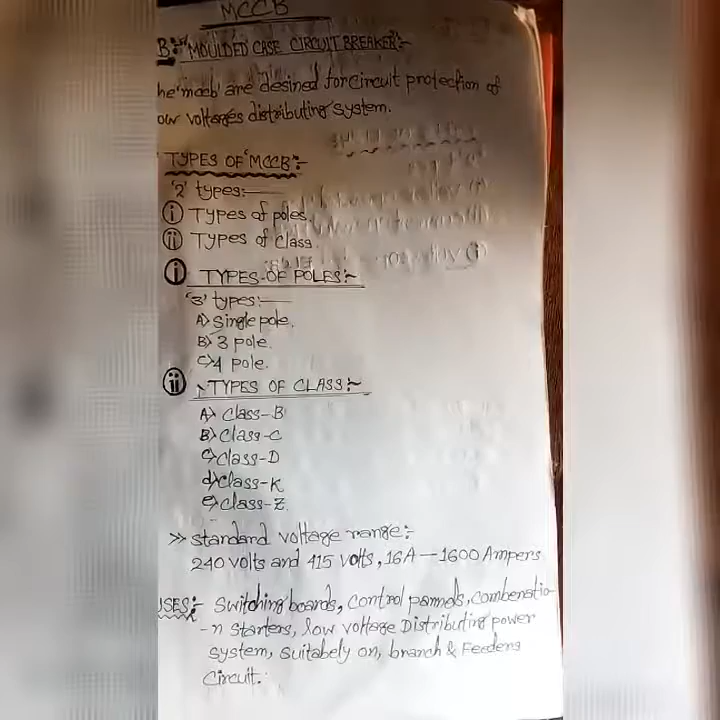 MCCB
B:- "MOULDED CASE CIRCUIT BREAKER":-
he 'mccb' are desined for circuit protection of
ow voltages distributing system.
TYPES OF 'MCCB':-
'2' types:-
i Types of poles.
ii Types of class.
i TYPES OF POLES:-
'3' types:-
A> Single pole.
B> 3 pole.
C> 4 pole.
ii TYPES OF CLASS:-
A> Class-B
B> Class-C
C> Class-D
d> Class-K
e> Class-Z.
>> Standard voltage range:-
240 volts and 415 volts, 16A — 1600 Ampers
USES:- Switching boards, control pannels, combenatio-
-n starters, low voltage Distributing power
system, suitabely on, branch & Feedens
Circuit.